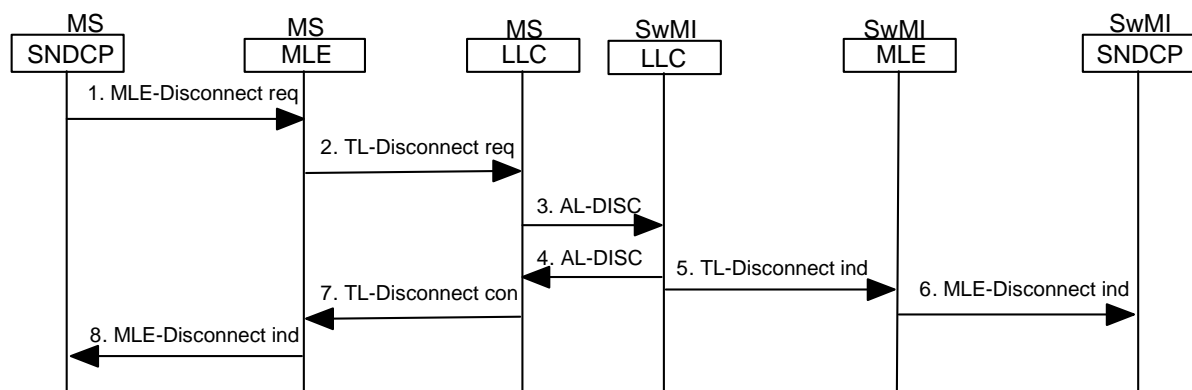 MS MS MS SwMI SwMI SwMI
SNDCP MLE LLC LLC MLE SNDCP
1. MLE-Disconnect req
2. TL-Disconnect req
3. AL-DISC
4. AL-DISC
5. TL-Disconnect ind
7. TL-Disconnect con
6. MLE-Disconnect ind
8. MLE-Disconnect ind